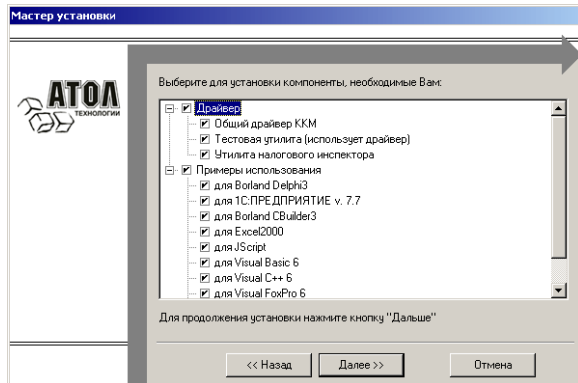 Мастер установки
АТОЛ
ТЕХНОЛОГИИ
Выберите для установки компоненты, необходимые Вам:
Драйвер
Общий драйвер ККМ
Тестовая утилита (использует драйвер)
Утилита налогового инспектора
Примеры использования
для Borland Delphi3
для 1С:ПРЕДПРИЯТИЕ v. 7.7
для Borland CBuilder3
для Excel2000
для JScript
для Visual Basic 6
для Visual C++ 6
для Visual FoxPro 6
Для продолжения установки нажмите кнопку "Дальше"
<< Назад
Далее >>
Отмена